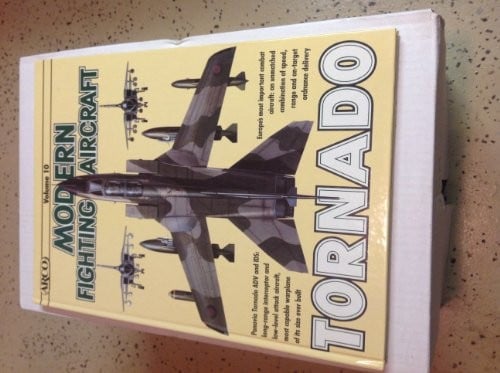 ARCO
Volume 10
MODERN
FIGHTING AIRCRAFT
Europe's most important combat
aircraft: an unmatched
combination of speed,
range and on-target
ordnance delivery
Panavia Tornado ADV and IDS:
long-range interceptor and
low-level attack aircraft,
most capable warplane
of its size ever built
TORNADO